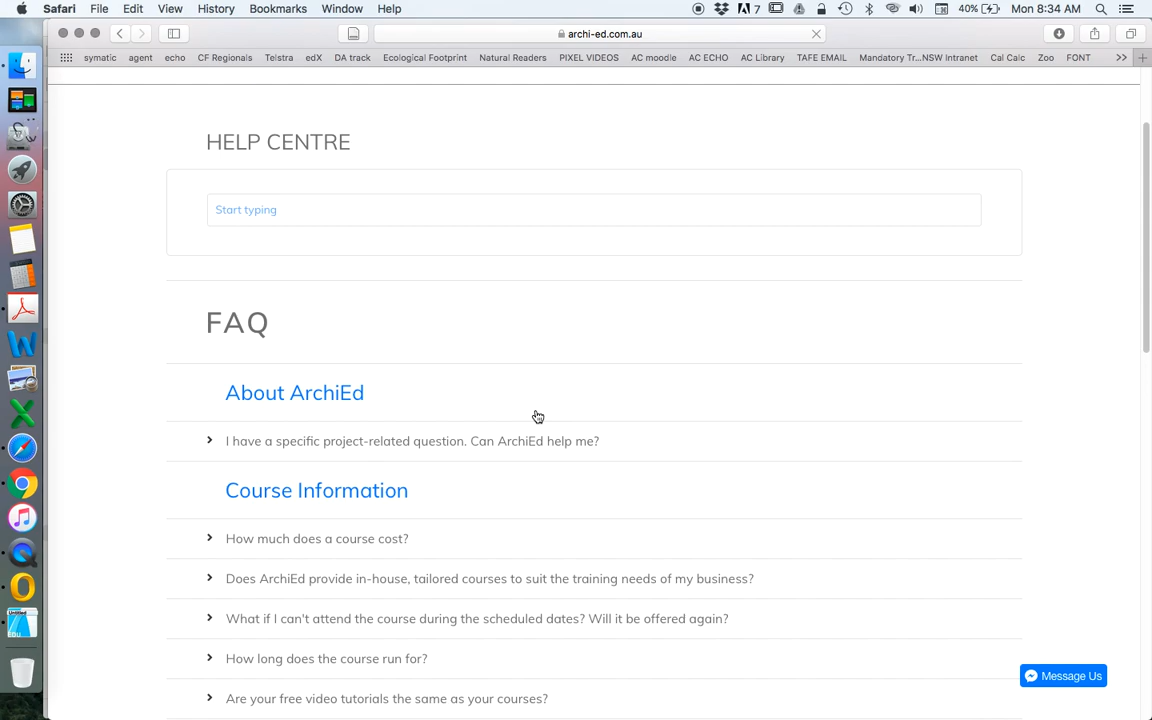 Safari File Edit View History Bookmarks Window Help 7 40% Mon 8:34 AM
archi-ed.com.au
symatic agent echo CF Regionals Telstra edX DA track Ecological Footprint Natural Readers PIXEL VIDEOS AC moodle AC ECHO AC Library TAFE EMAIL Mandatory Tr...NSW Intranet Cal Calc Zoo FONT >> +
HELP CENTRE
Start typing
FAQ
About ArchiEd
I have a specific project-related question. Can ArchiEd help me?
Course Information
How much does a course cost?
Does ArchiEd provide in-house, tailored courses to suit the training needs of my business?
What if I can't attend the course during the scheduled dates? Will it be offered again?
How long does the course run for?
Are your free video tutorials the same as your courses?
Message Us